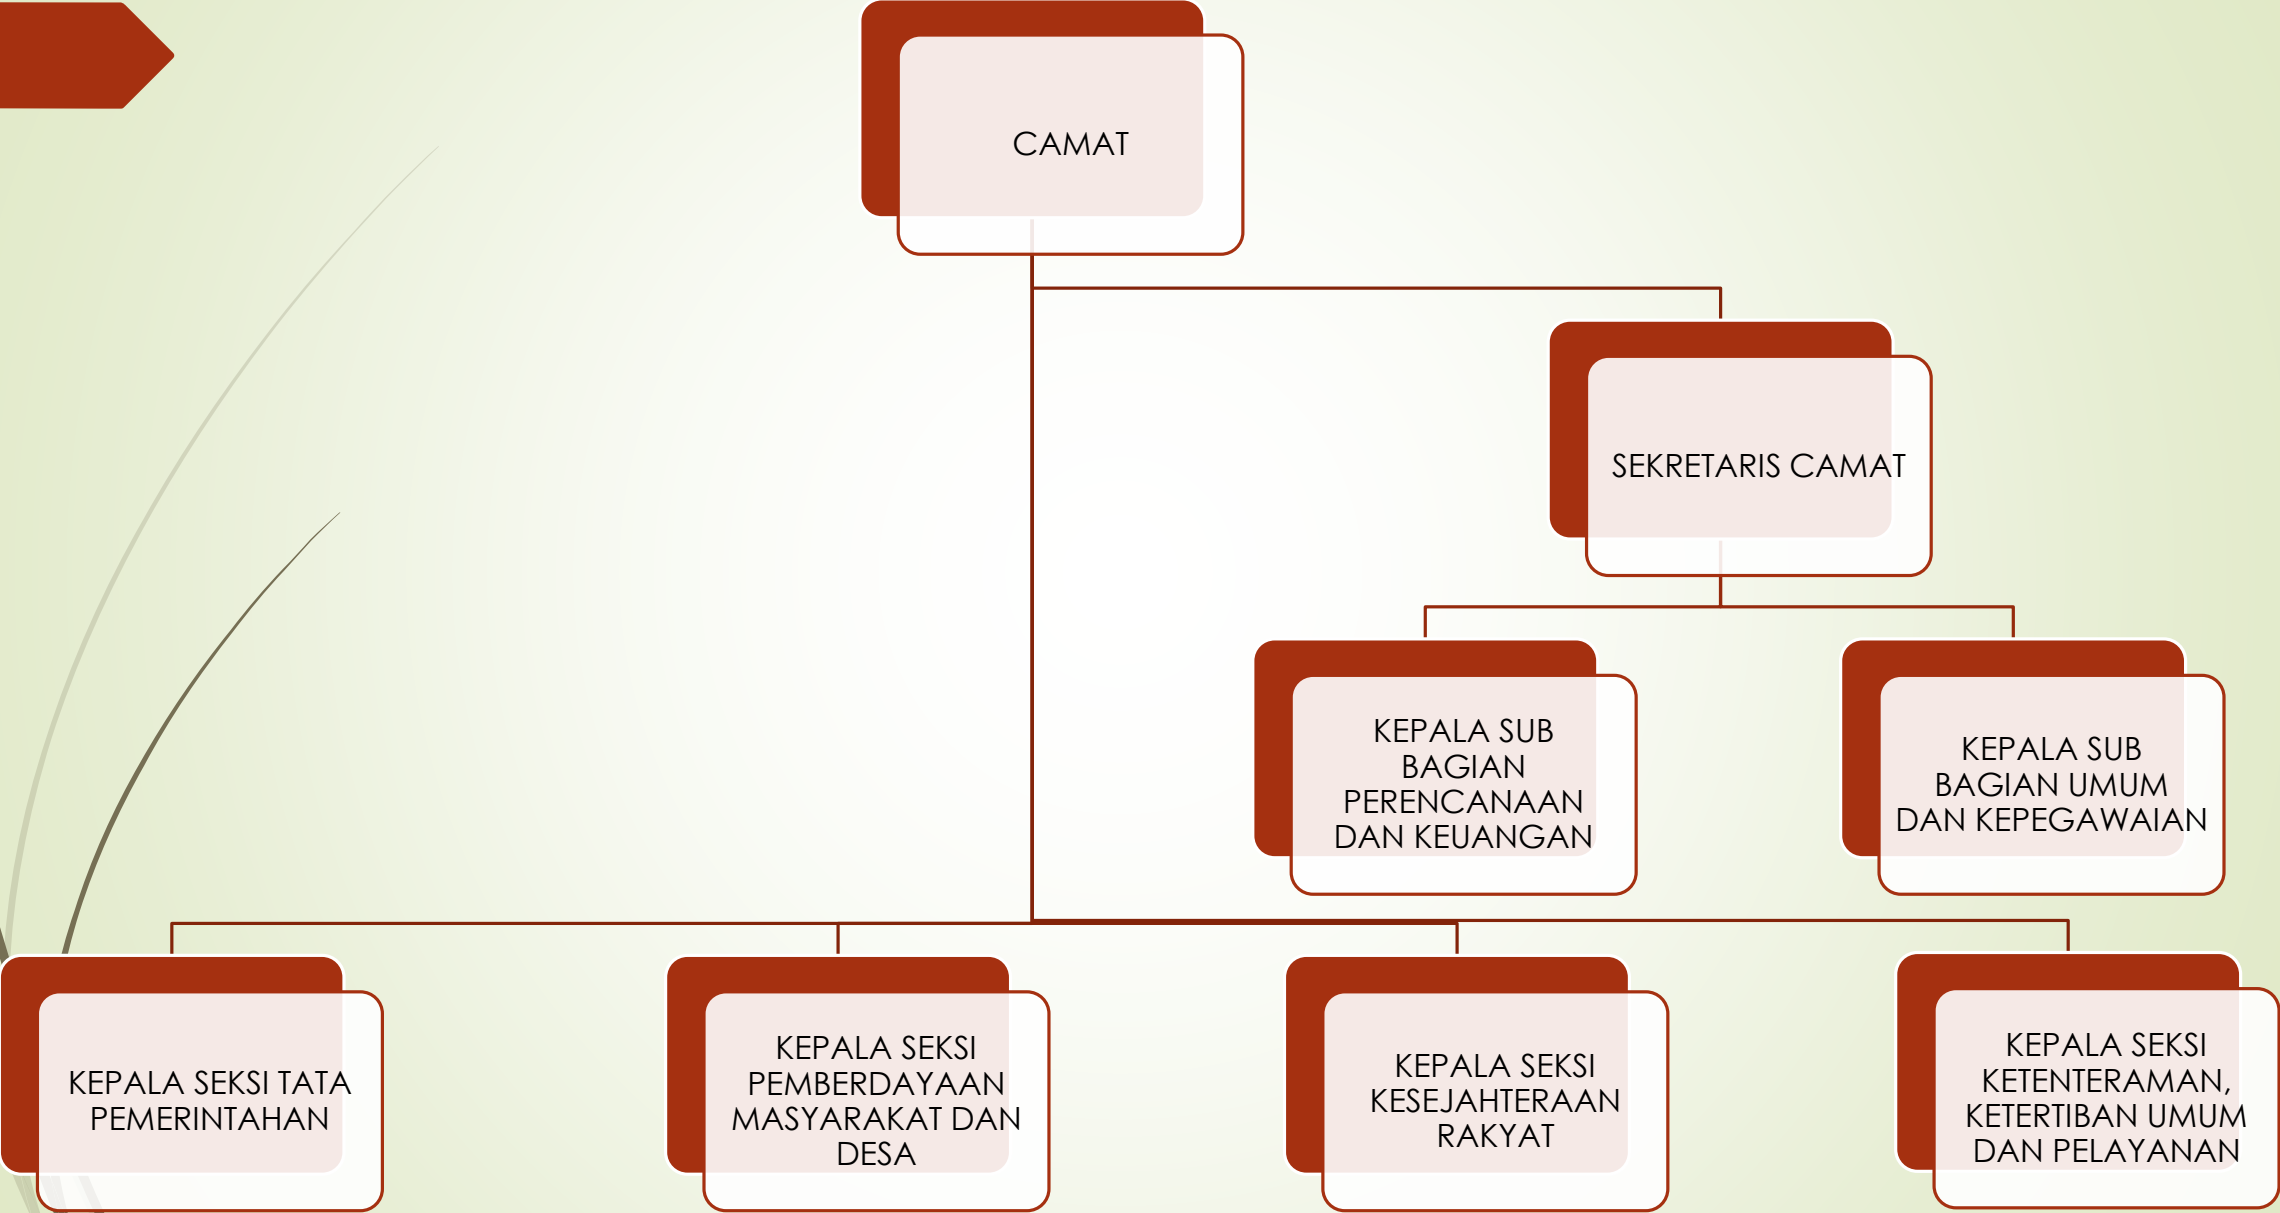 CAMAT
SEKRETARIS CAMAT
KEPALA SUB
BAGIAN
PERENCANAAN
DAN KEUANGAN
KEPALA SUB
BAGIAN UMUM
DAN KEPEGAWAIAN
KEPALA SEKSI TATA
PEMERINTAHAN
KEPALA SEKSI
PEMBERDAYAAN
MASYARAKAT DAN
DESA
KEPALA SEKSI
KESEJAHTERAAN
RAKYAT
KEPALA SEKSI
KETENTERAMAN,
KETERTIBAN UMUM
DAN PELAYANAN